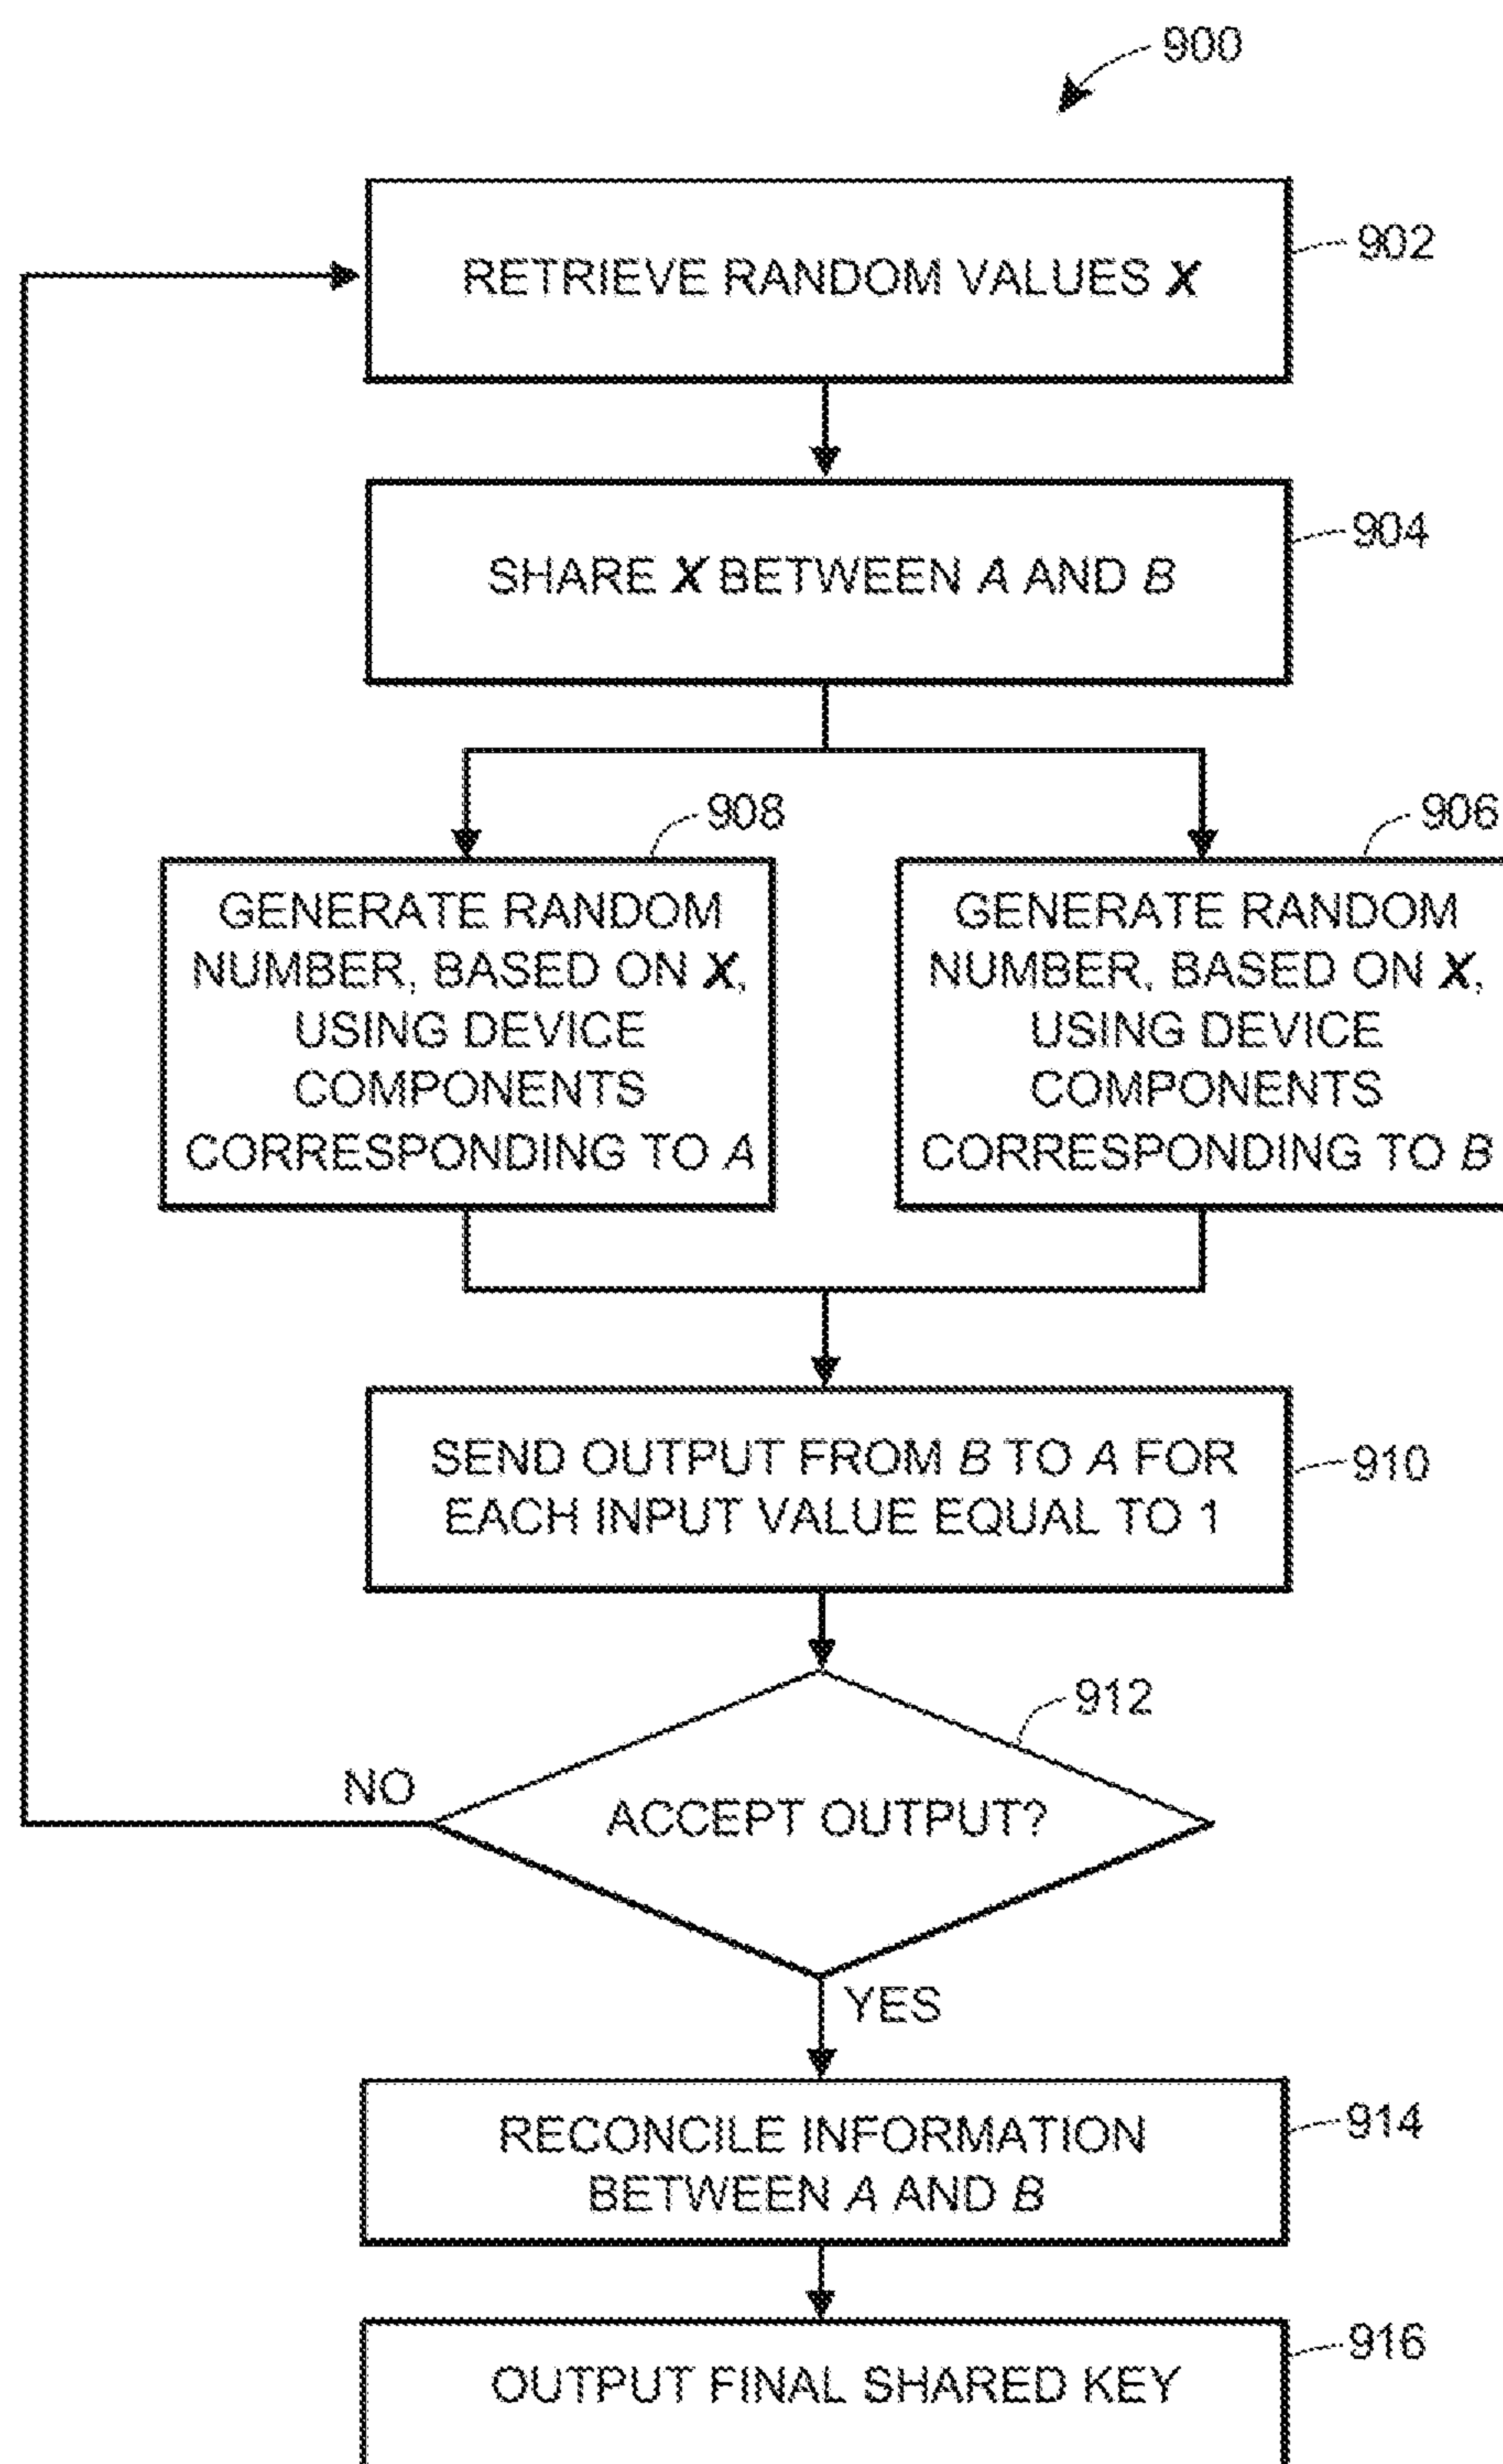 900
RETRIEVE RANDOM VALUES X
902
SHARE X BETWEEN A AND B
904
908
GENERATE RANDOM
NUMBER, BASED ON X,
USING DEVICE
COMPONENTS
CORRESPONDING TO A
906
GENERATE RANDOM
NUMBER, BASED ON X,
USING DEVICE
COMPONENTS
CORRESPONDING TO B
SEND OUTPUT FROM B TO A FOR
EACH INPUT VALUE EQUAL TO 1
910
912
ACCEPT OUTPUT?
NO
YES
RECONCILE INFORMATION
BETWEEN A AND B
914
OUTPUT FINAL SHARED KEY
916